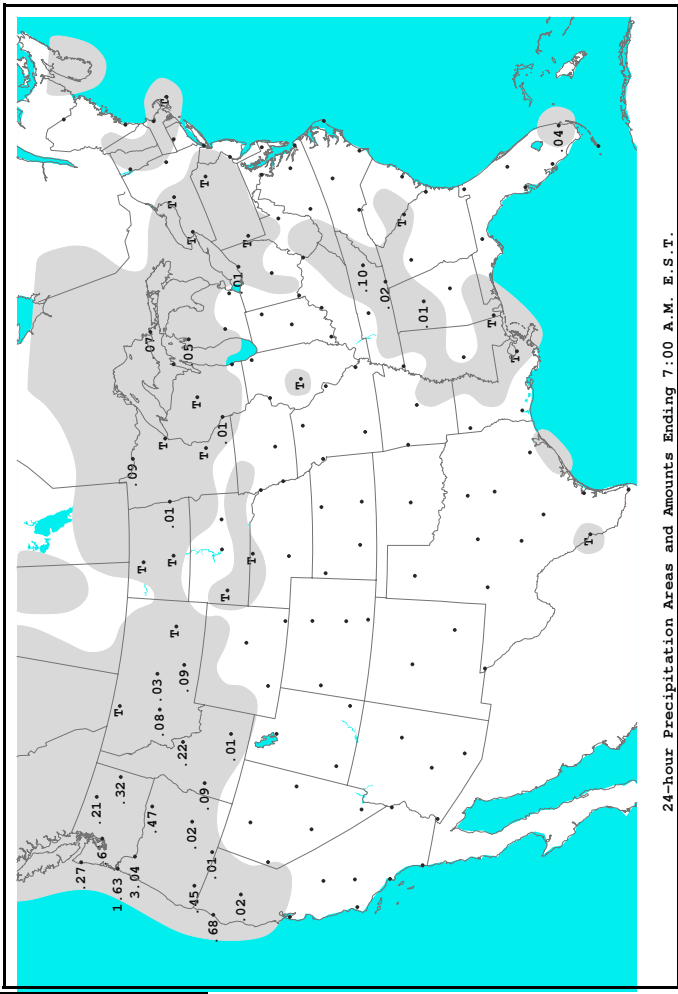 .27
.21
1.63
.32
T
3.04
.09
T
.47
.07
.03
.08
T
T
.01
T
T
T
.22
.09
.05
T
.45
.02
T
T
T
.09
.68
.01
T
.01
.01
.02
.01
T
T
T
.10
.02
T
.01
T
T
.04
T
24-hour Precipitation Areas and Amounts Ending 7:00 A.M. E.S.T.